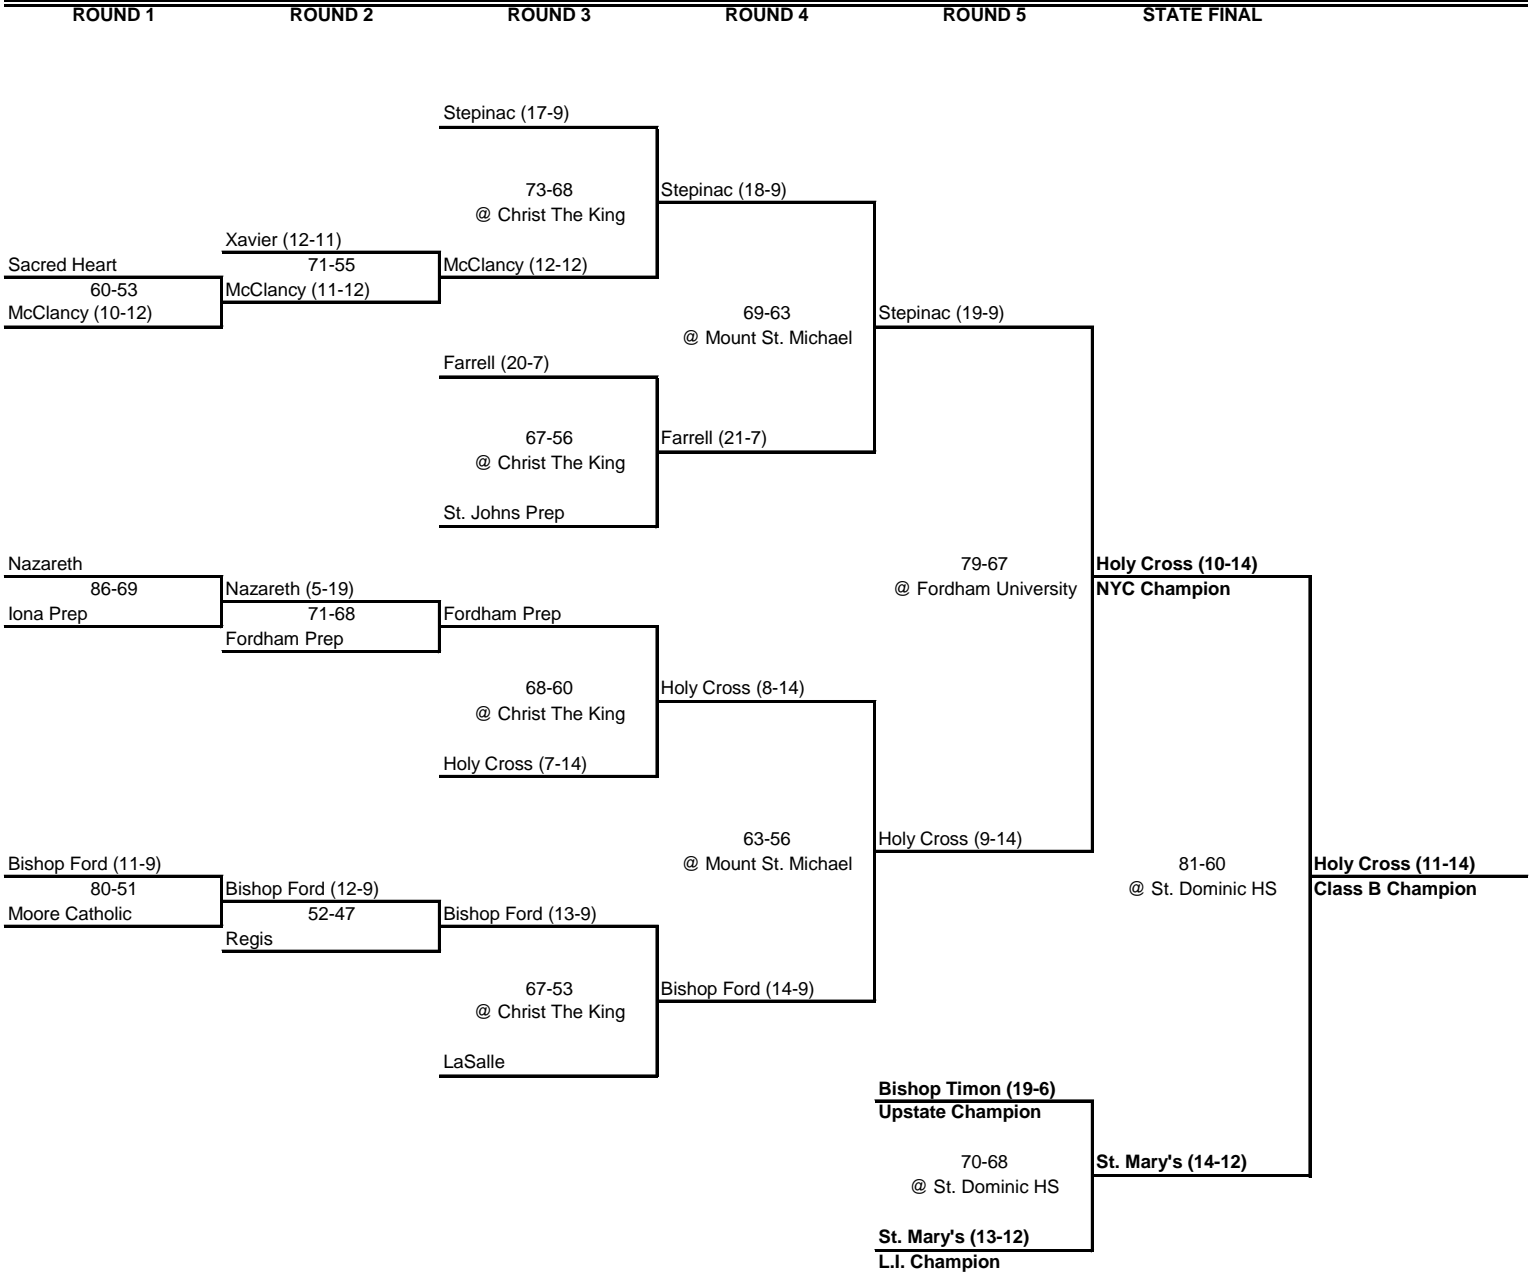 ROUND 1 ROUND 2 ROUND 3 ROUND 4 ROUND 5 STATE FINAL
Stepinac (17-9)
73-68 Stepinac (18-9)
@ Christ The King
Xavier (12-11)
Sacred Heart 71-55 McClancy (12-12)
60-53 McClancy (11-12)
McClancy (10-12) 69-63 Stepinac (19-9)
@ Mount St. Michael
Farrell (20-7)
67-56 Farrell (21-7)
@ Christ The King
St. Johns Prep
Nazareth 79-67 Holy Cross (10-14)
86-69 Nazareth (5-19) @ Fordham University NYC Champion
Iona Prep 71-68 Fordham Prep
Fordham Prep
68-60 Holy Cross (8-14)
@ Christ The King
Holy Cross (7-14)
63-56 Holy Cross (9-14)
Bishop Ford (11-9) @ Mount St. Michael 81-60 Holy Cross (11-14)
80-51 Bishop Ford (12-9) @ St. Dominic HS Class B Champion
Moore Catholic 52-47 Bishop Ford (13-9)
Regis
67-53 Bishop Ford (14-9)
@ Christ The King
LaSalle
Bishop Timon (19-6)
Upstate Champion
70-68 St. Mary's (14-12)
@ St. Dominic HS
St. Mary's (13-12)
L.I. Champion